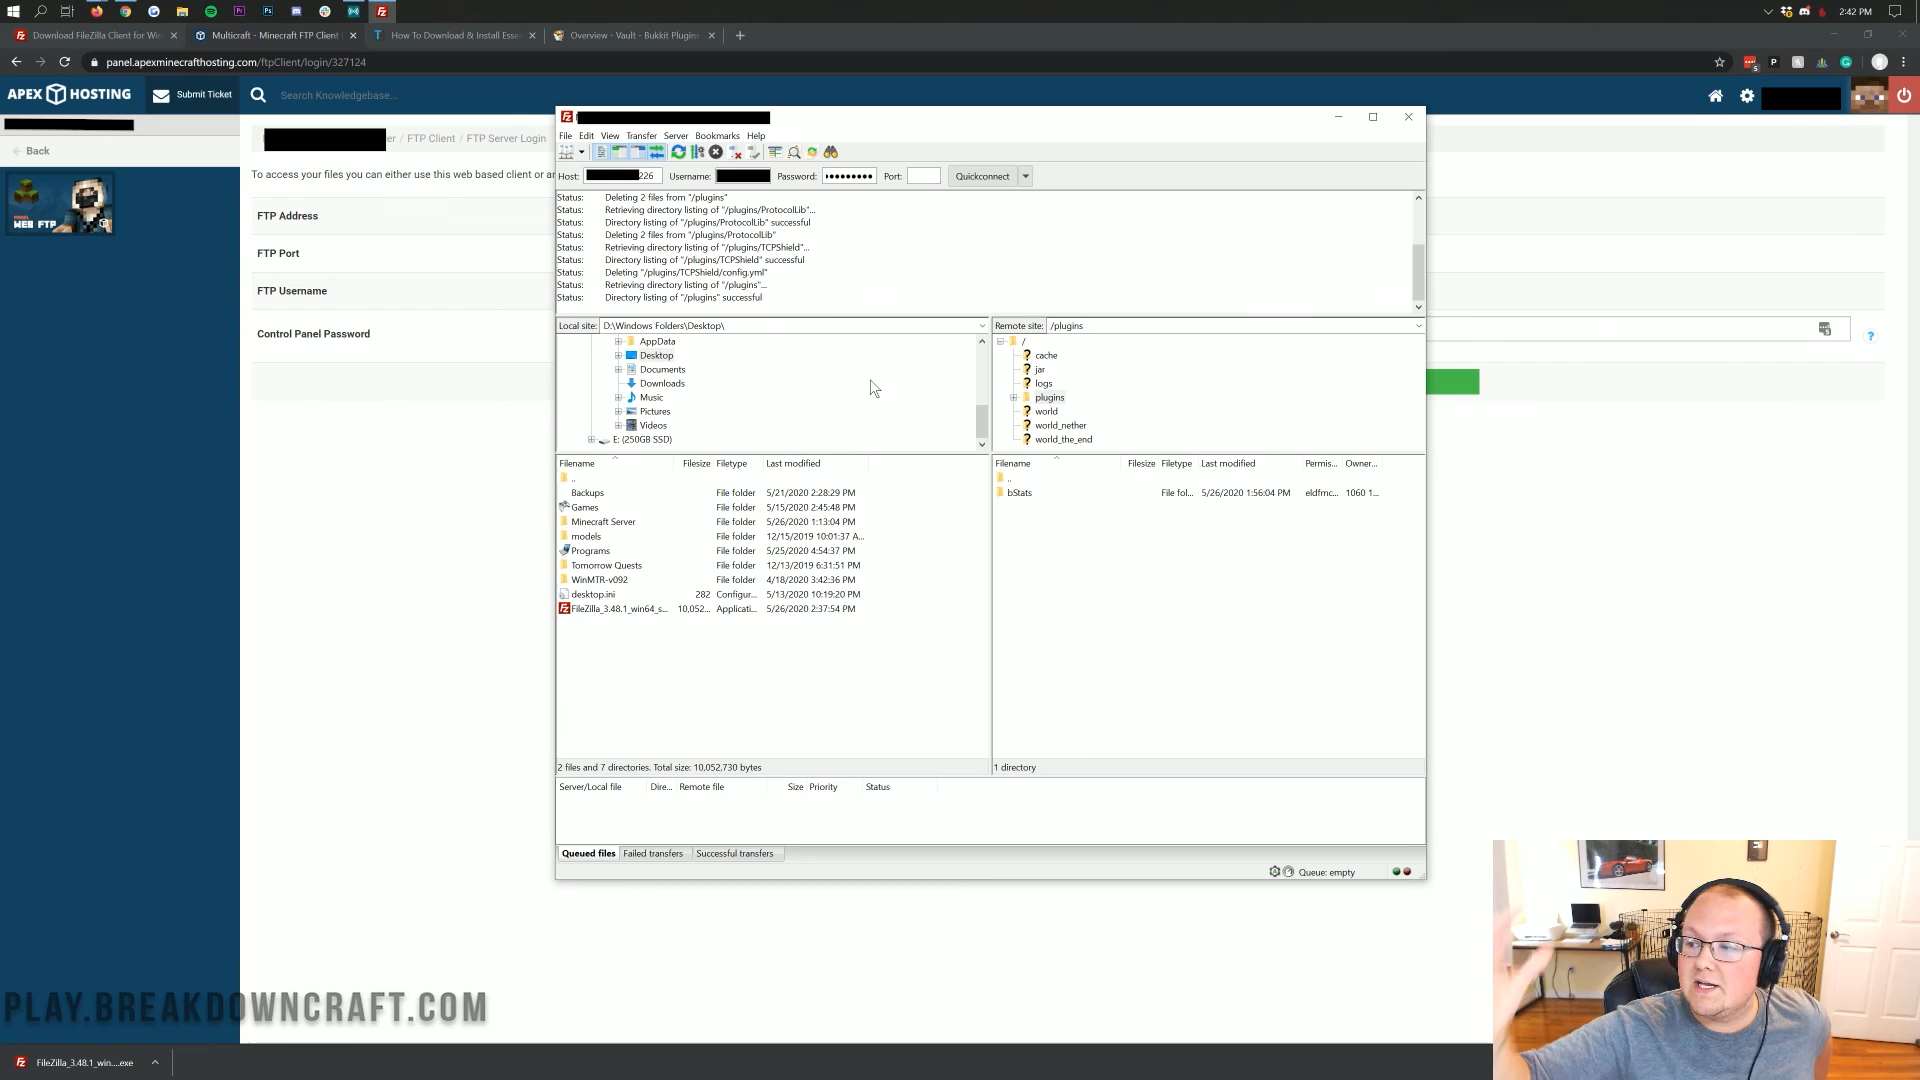 2:42 PM
Download FileZilla Client for Win
Multicraft - Minecraft FTP Client
How To Download & Install Esse
Overview - Vault - Bukkit Plugins
panel.apexminecrafthosting.com/ftpClient/login/327124
APEX HOSTING
Submit Ticket
Search Knowledgebase...
Back
er / FTP Client / FTP Server Login
To access your files you can either use this web based client or an
PANEL
WEB FTP
FTP Address
FTP Port
FTP Username
Control Panel Password
File Edit View Transfer Server Bookmarks Help
Host: 226 Username: Password: Port: Quickconnect
Status: Deleting 2 files from "/plugins"
Status: Retrieving directory listing of "/plugins/ProtocolLib"...
Status: Directory listing of "/plugins/ProtocolLib" successful
Status: Deleting 2 files from "/plugins/ProtocolLib"
Status: Retrieving directory listing of "/plugins/TCPShield"...
Status: Directory listing of "/plugins/TCPShield" successful
Status: Deleting "/plugins/TCPShield/config.yml"
Status: Retrieving directory listing of "/plugins"...
Status: Directory listing of "/plugins" successful
Local site: D:\Windows Folders\Desktop\
AppData
Desktop
Documents
Downloads
Music
Pictures
Videos
E: (250GB SSD)
Remote site: /plugins
/
cache
jar
logs
plugins
world
world_nether
world_the_end
Filename Filesize Filetype Last modified
..
Backups File folder 5/21/2020 2:28:29 PM
Games File folder 5/15/2020 2:45:48 PM
Minecraft Server File folder 5/26/2020 1:13:04 PM
models File folder 12/15/2019 10:01:37 A...
Programs File folder 5/25/2020 4:54:37 PM
Tomorrow Quests File folder 12/13/2019 6:31:51 PM
WinMTR-v092 File folder 4/18/2020 3:42:36 PM
desktop.ini 282 Configur... 5/13/2020 10:19:20 PM
FileZilla_3.48.1_win64_s... 10,052... Applicati... 5/26/2020 2:37:54 PM
2 files and 7 directories. Total size: 10,052,730 bytes
Filename Filesize Filetype Last modified Permis... Owner...
..
bStats File fol... 5/26/2020 1:56:04 PM eldfmc... 1060 1...
1 directory
Server/Local file Dire... Remote file Size Priority Status
Queued files Failed transfers Successful transfers
Queue: empty
PLAY.BREAKDOWNCRAFT.COM
FileZilla_3.48.1_win....exe